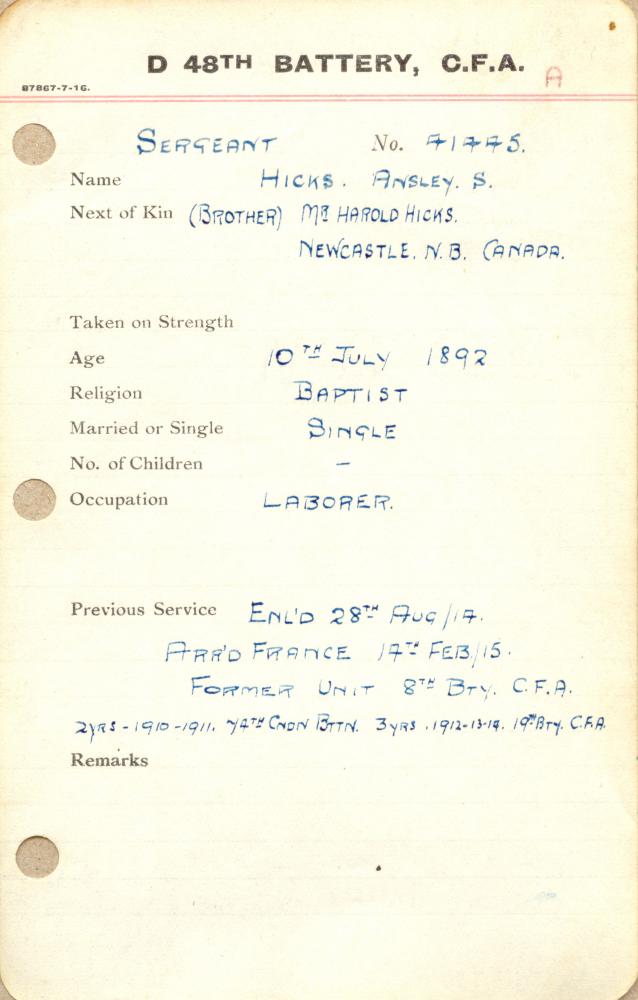 D 48TH BATTERY, C.F.A.
A
87867-7-16.
SERGEANT No. 41445.
Name HICKS. ANSLEY. S.
Next of Kin (BROTHER) MR HAROLD HICKS.
NEWCASTLE. N.B. CANADA.
Taken on Strength
Age 10TH JULY 1892
Religion BAPTIST
Married or Single SINGLE
No. of Children –
Occupation LABORER.
Previous Service ENL'D 28TH AUG/14.
ARR'D FRANCE 14TH FEB/15.
FORMER UNIT 8TH BTY. C.F.A.
2YRS - 1910-1911. 74TH CNDN BTTN. 3YRS. 1912-13-14. 19TH BTY. C.F.A.
Remarks